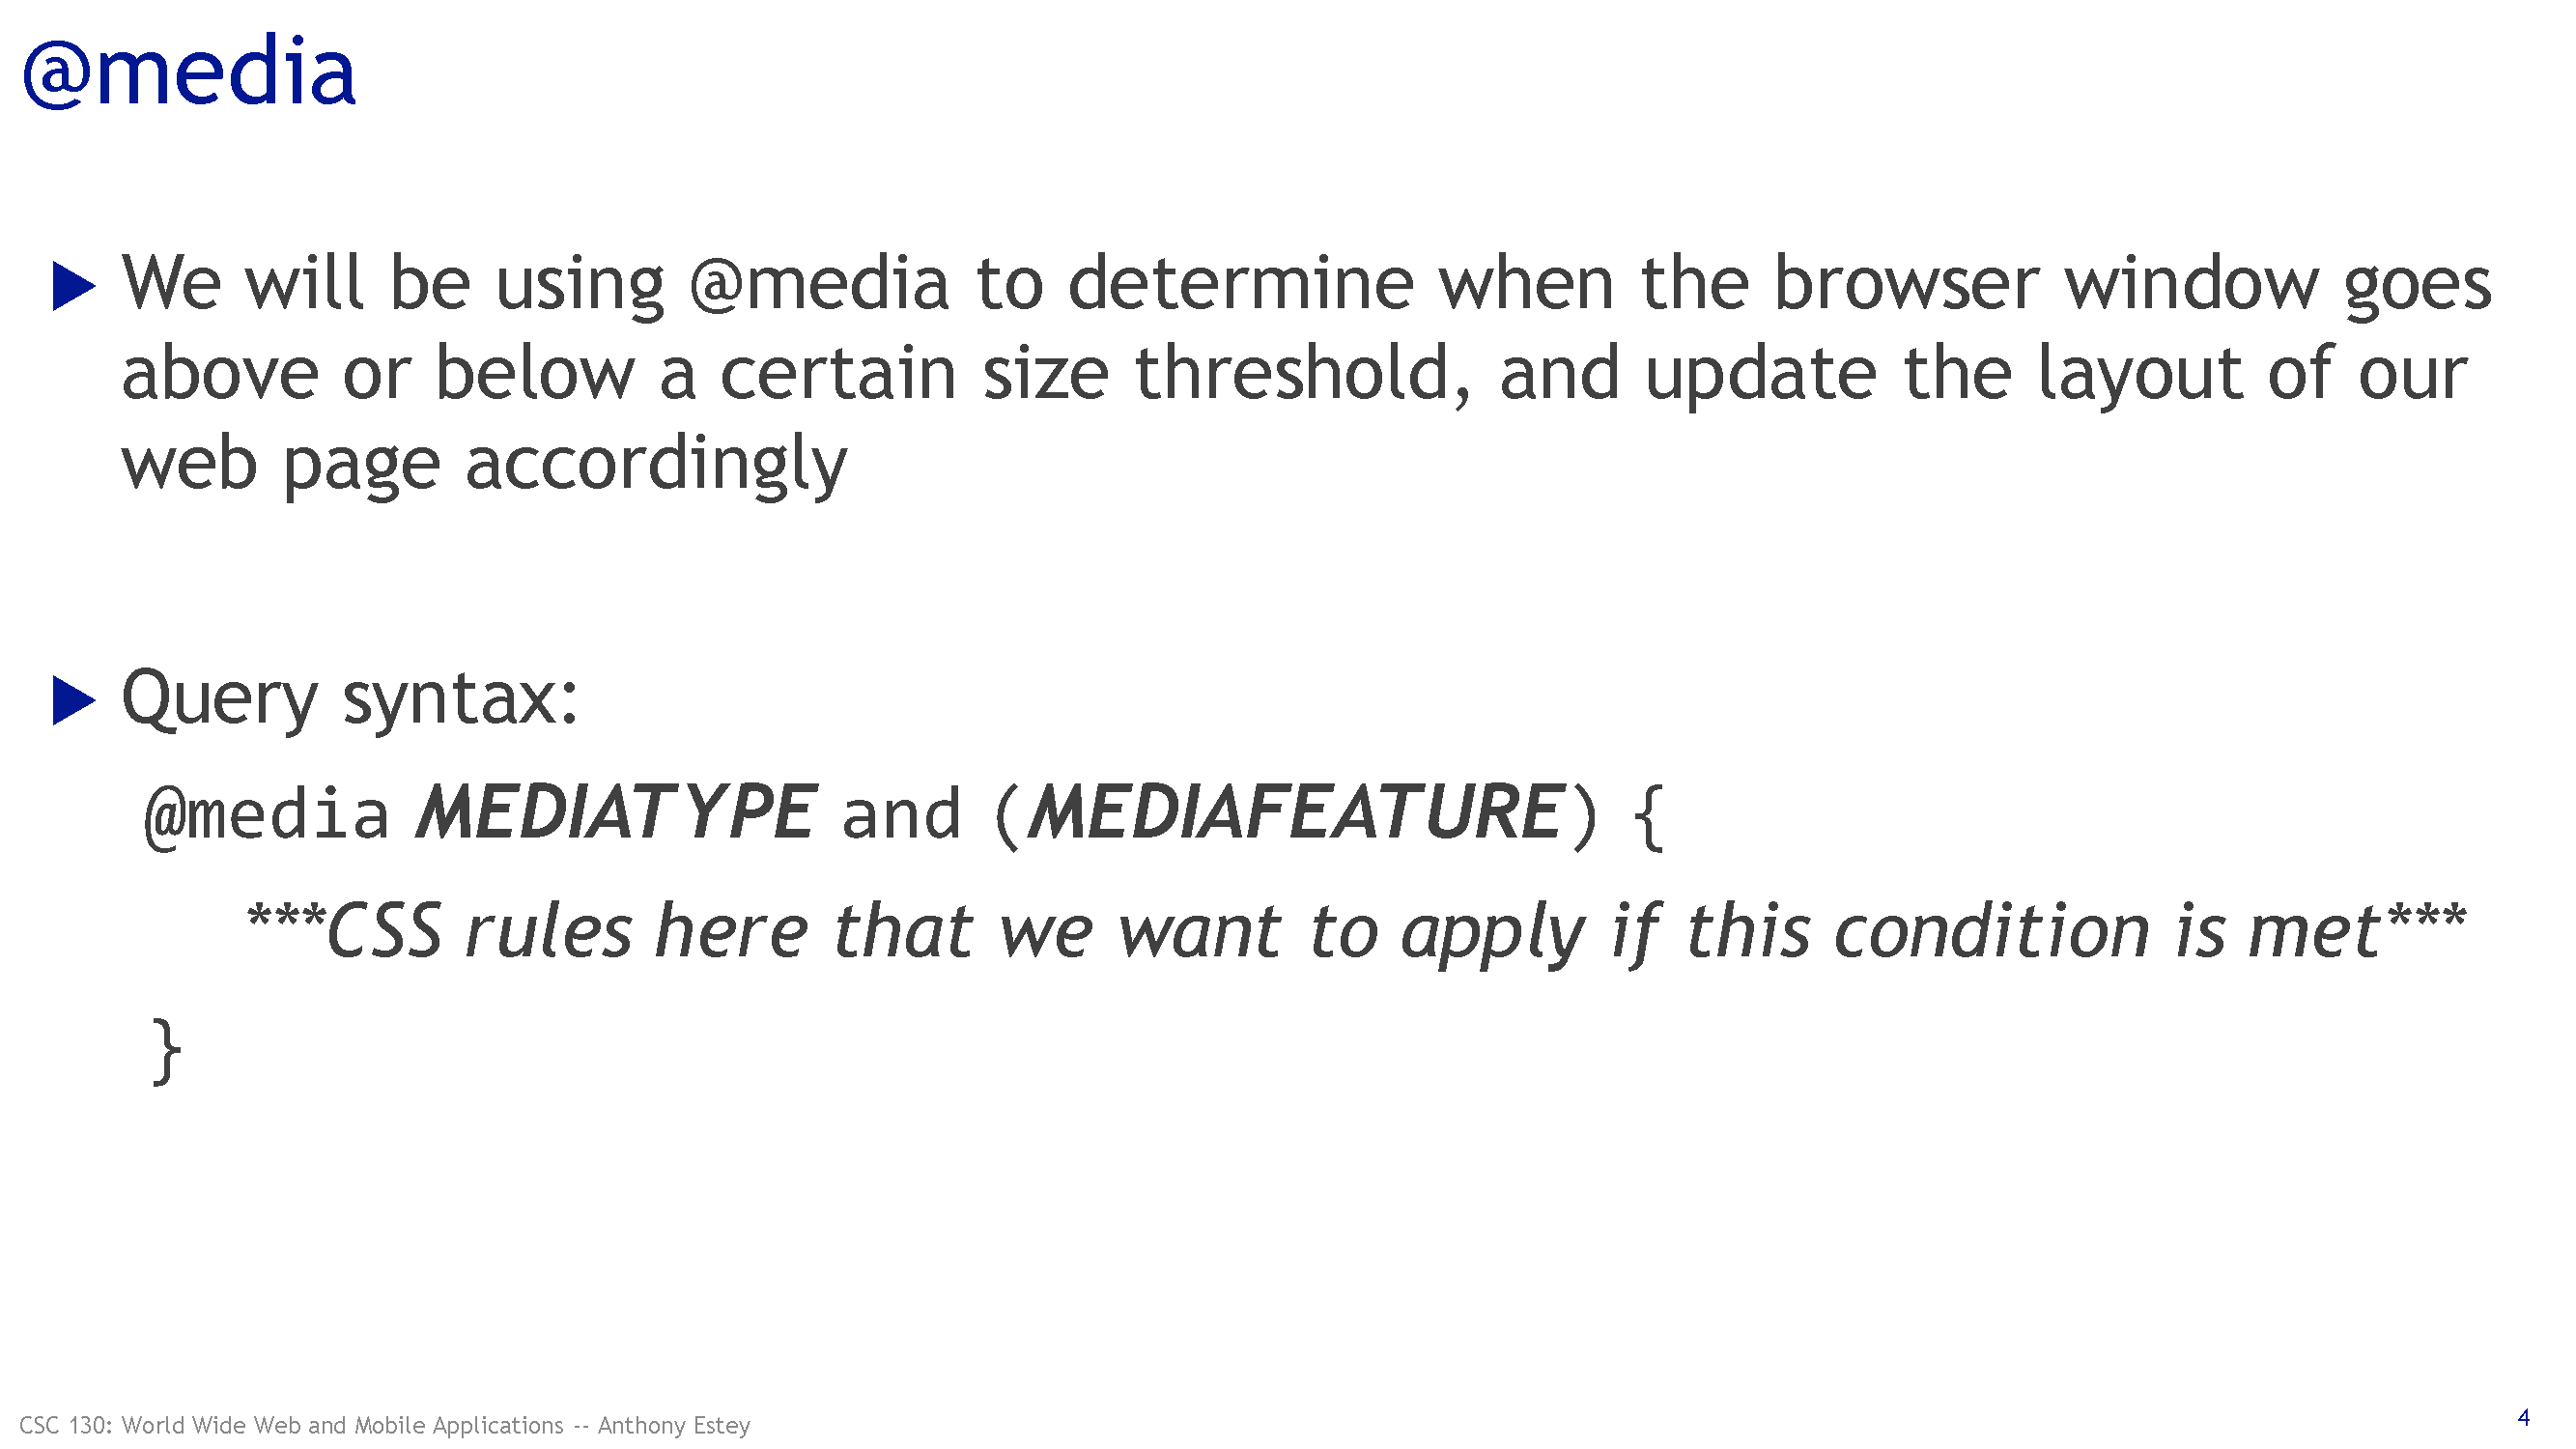 @media
We will be using @media to determine when the browser window goes
above or below a certain size threshold, and update the layout of our
web page accordingly
Query syntax:
@media MEDIATYPE and (MEDIAFEATURE) {
***CSS rules here that we want to apply if this condition is met***
}
CSC 130: World Wide Web and Mobile Applications -- Anthony Estey
4